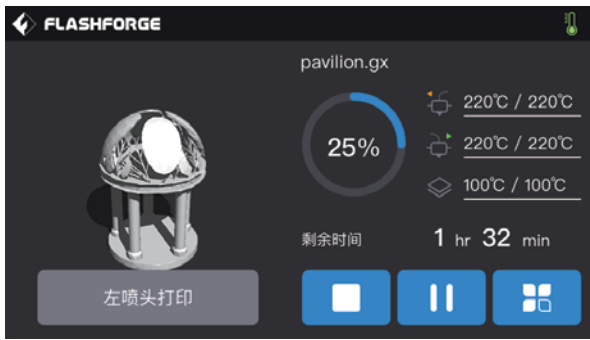 FLASHFORGE
pavilion.gx
25%
220℃ / 220℃
220℃ / 220℃
100℃ / 100℃
剩余时间 1 hr 32 min
左喷头打印